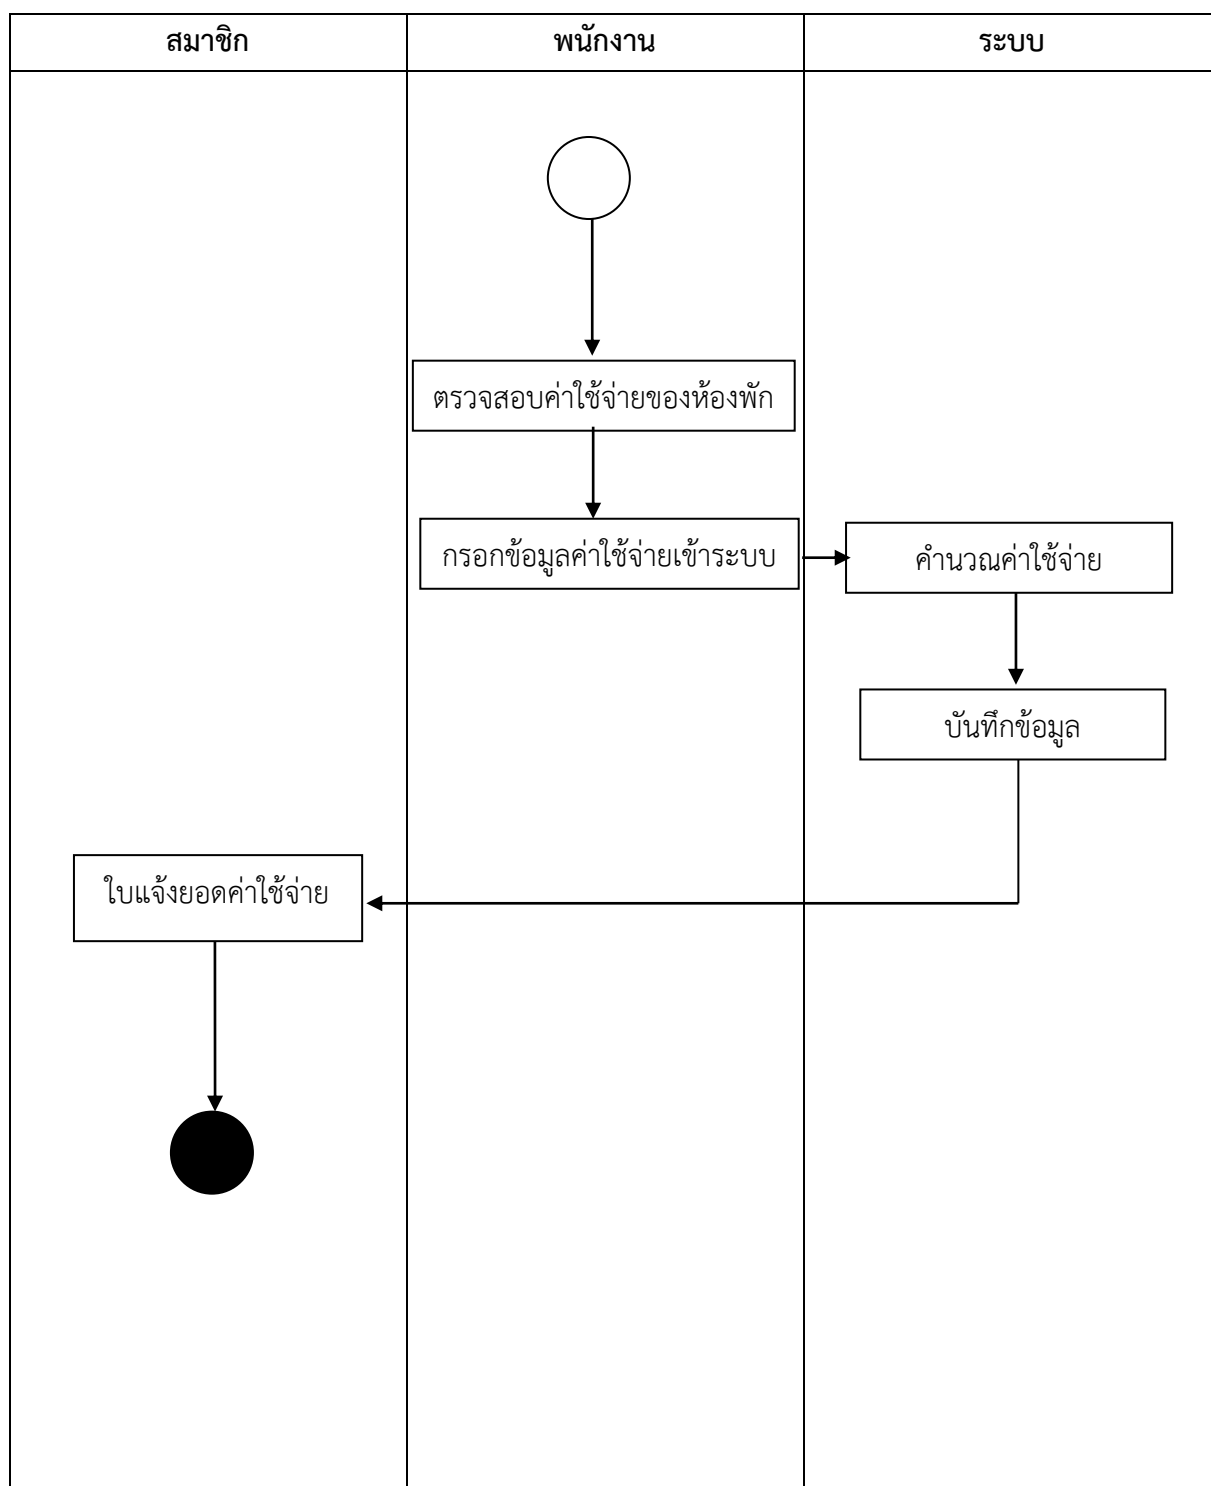 สมาชิก
พนักงาน
ระบบ
ตรวจสอบค่าใช้จ่ายของห้องพัก
กรอกข้อมูลค่าใช้จ่ายเข้าระบบ
คำนวณค่าใช้จ่าย
บันทึกข้อมูล
ใบแจ้งยอดค่าใช้จ่าย